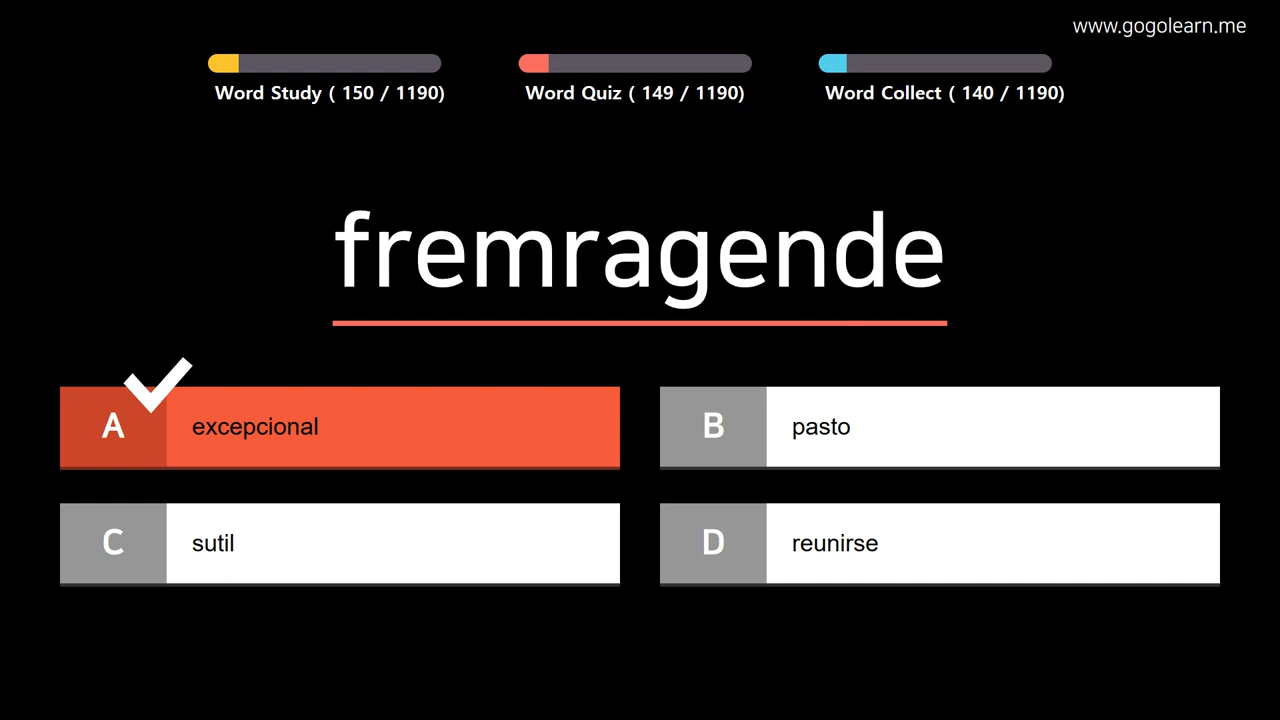 www.gogolearn.me
Word Study ( 150 / 1190)
Word Quiz ( 149 / 1190)
Word Collect ( 140 / 1190)
fremragende
A excepcional
B pasto
C sutil
D reunirse